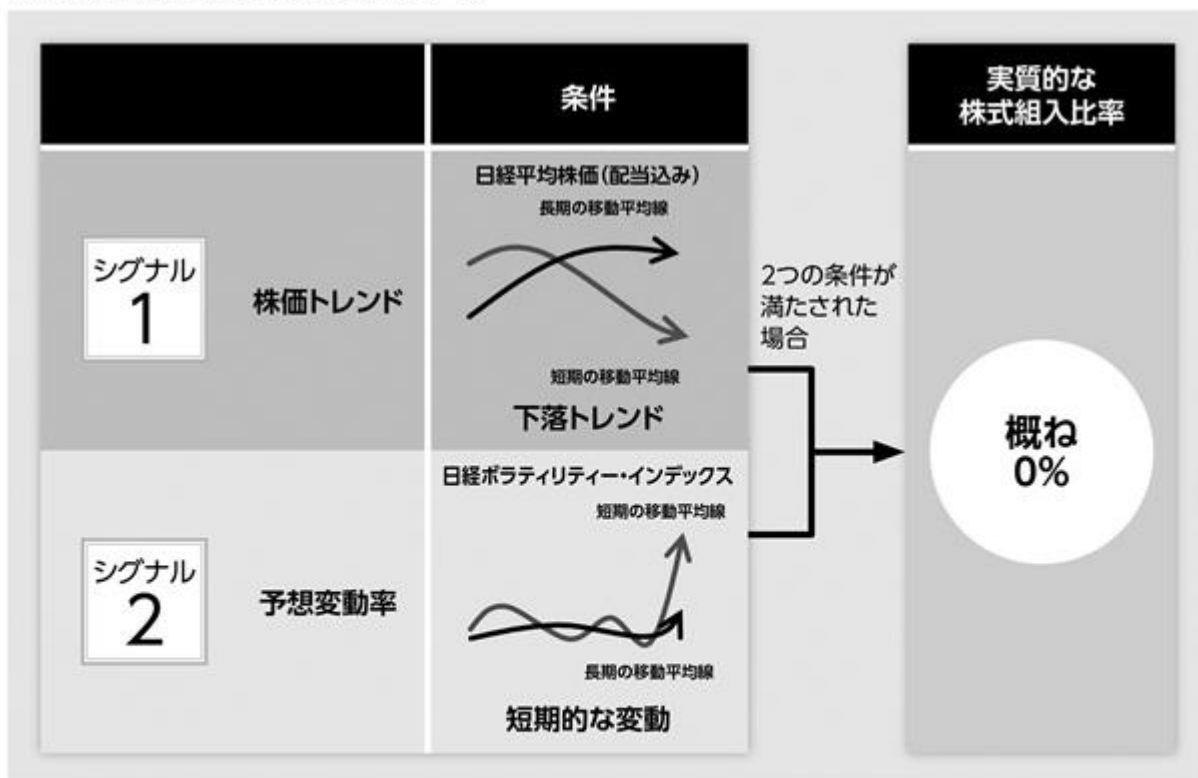 条件
実質的な
株式組入比率
シグナル
1
株価トレンド
日経平均株価(配当込み)
長期の移動平均線
短期の移動平均線
下落トレンド
2つの条件が
満たされた
場合
概ね
0%
シグナル
2
予想変動率
日経ボラティリティー・インデックス
短期の移動平均線
長期の移動平均線
短期的な変動